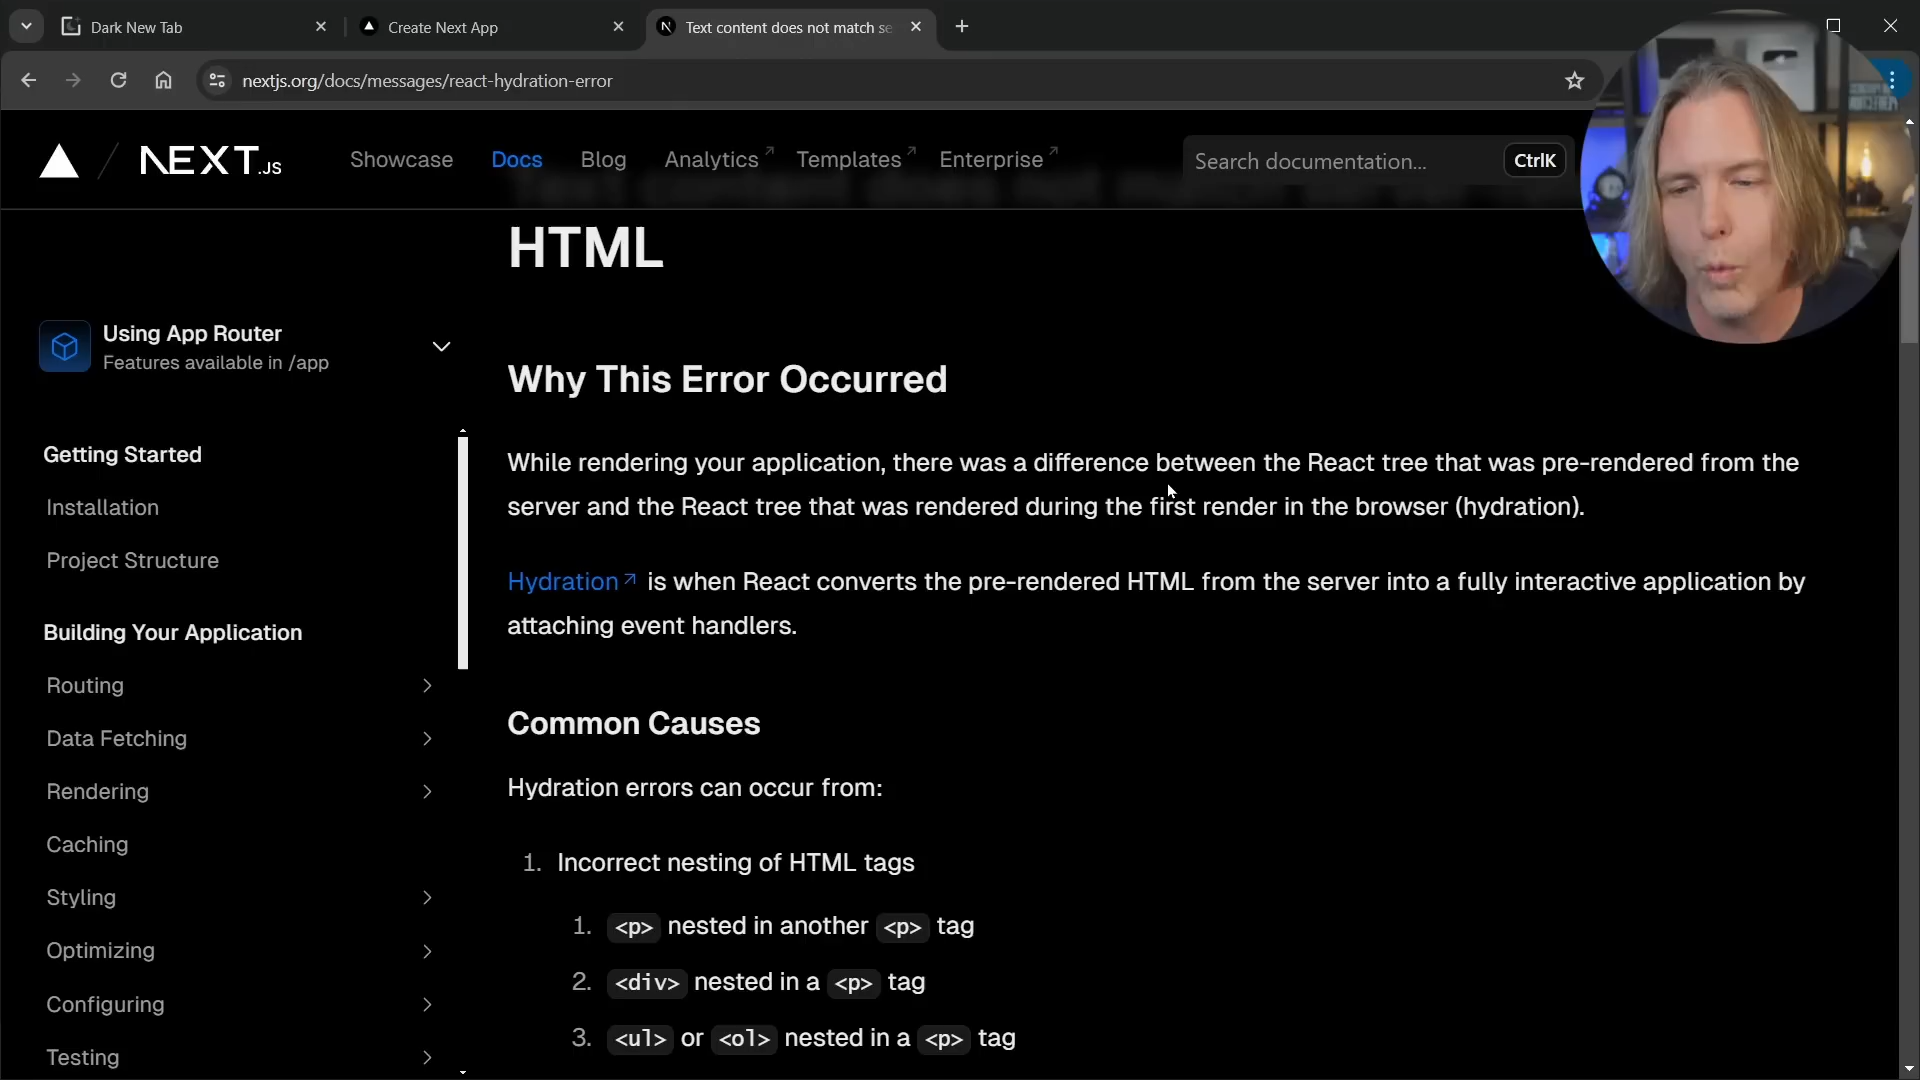 Dark New Tab
Create Next App
Text content does not match se
nextjs.org/docs/messages/react-hydration-error
NEXT.JS
Showcase
Docs
Blog
Analytics
Templates
Enterprise
Search documentation...
CtrlK
Text content does not match server
HTML
Using App Router
Features available in /app
Getting Started
Installation
Project Structure
Building Your Application
Routing
Data Fetching
Rendering
Caching
Styling
Optimizing
Configuring
Testing
Why This Error Occurred
While rendering your application, there was a difference between the React tree that was pre-rendered from the
server and the React tree that was rendered during the first render in the browser (hydration).
Hydration is when React converts the pre-rendered HTML from the server into a fully interactive application by
attaching event handlers.
Common Causes
Hydration errors can occur from:
1. Incorrect nesting of HTML tags
1. <p> nested in another <p> tag
2. <div> nested in a <p> tag
3. <ul> or <ol> nested in a <p> tag